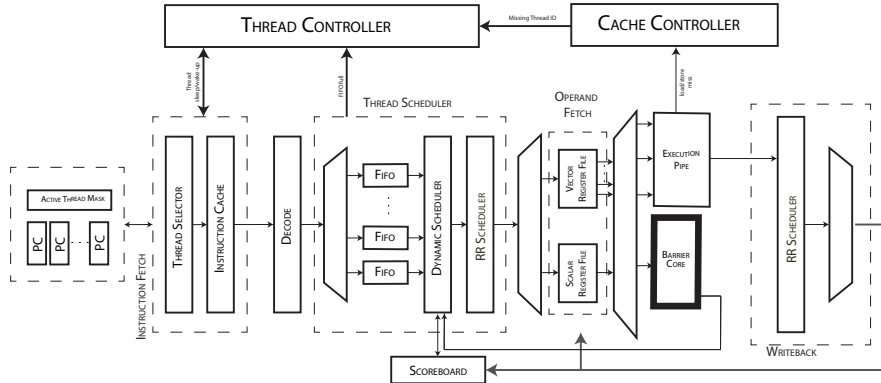 THREAD CONTROLLER
Missing Thread ID
CACHE CONTROLLER
Thread
sleep/wake-up
FIFO full
load/store
miss
THREAD SCHEDULER
OPERAND
FETCH
ACTIVE THREAD MASK
PC
PC
. . .
PC
INSTRUCTION FETCH
THREAD SELECTOR
INSTRUCTION CACHE
DECODE
FIFO
FIFO
FIFO
DYNAMIC SCHEDULER
RR SCHEDULER
VECTOR
REGISTER FILE
SCALAR
REGISTER FILE
EXECUTION
PIPE
BARRIER
CORE
RR SCHEDULER
WRITEBACK
SCOREBOARD